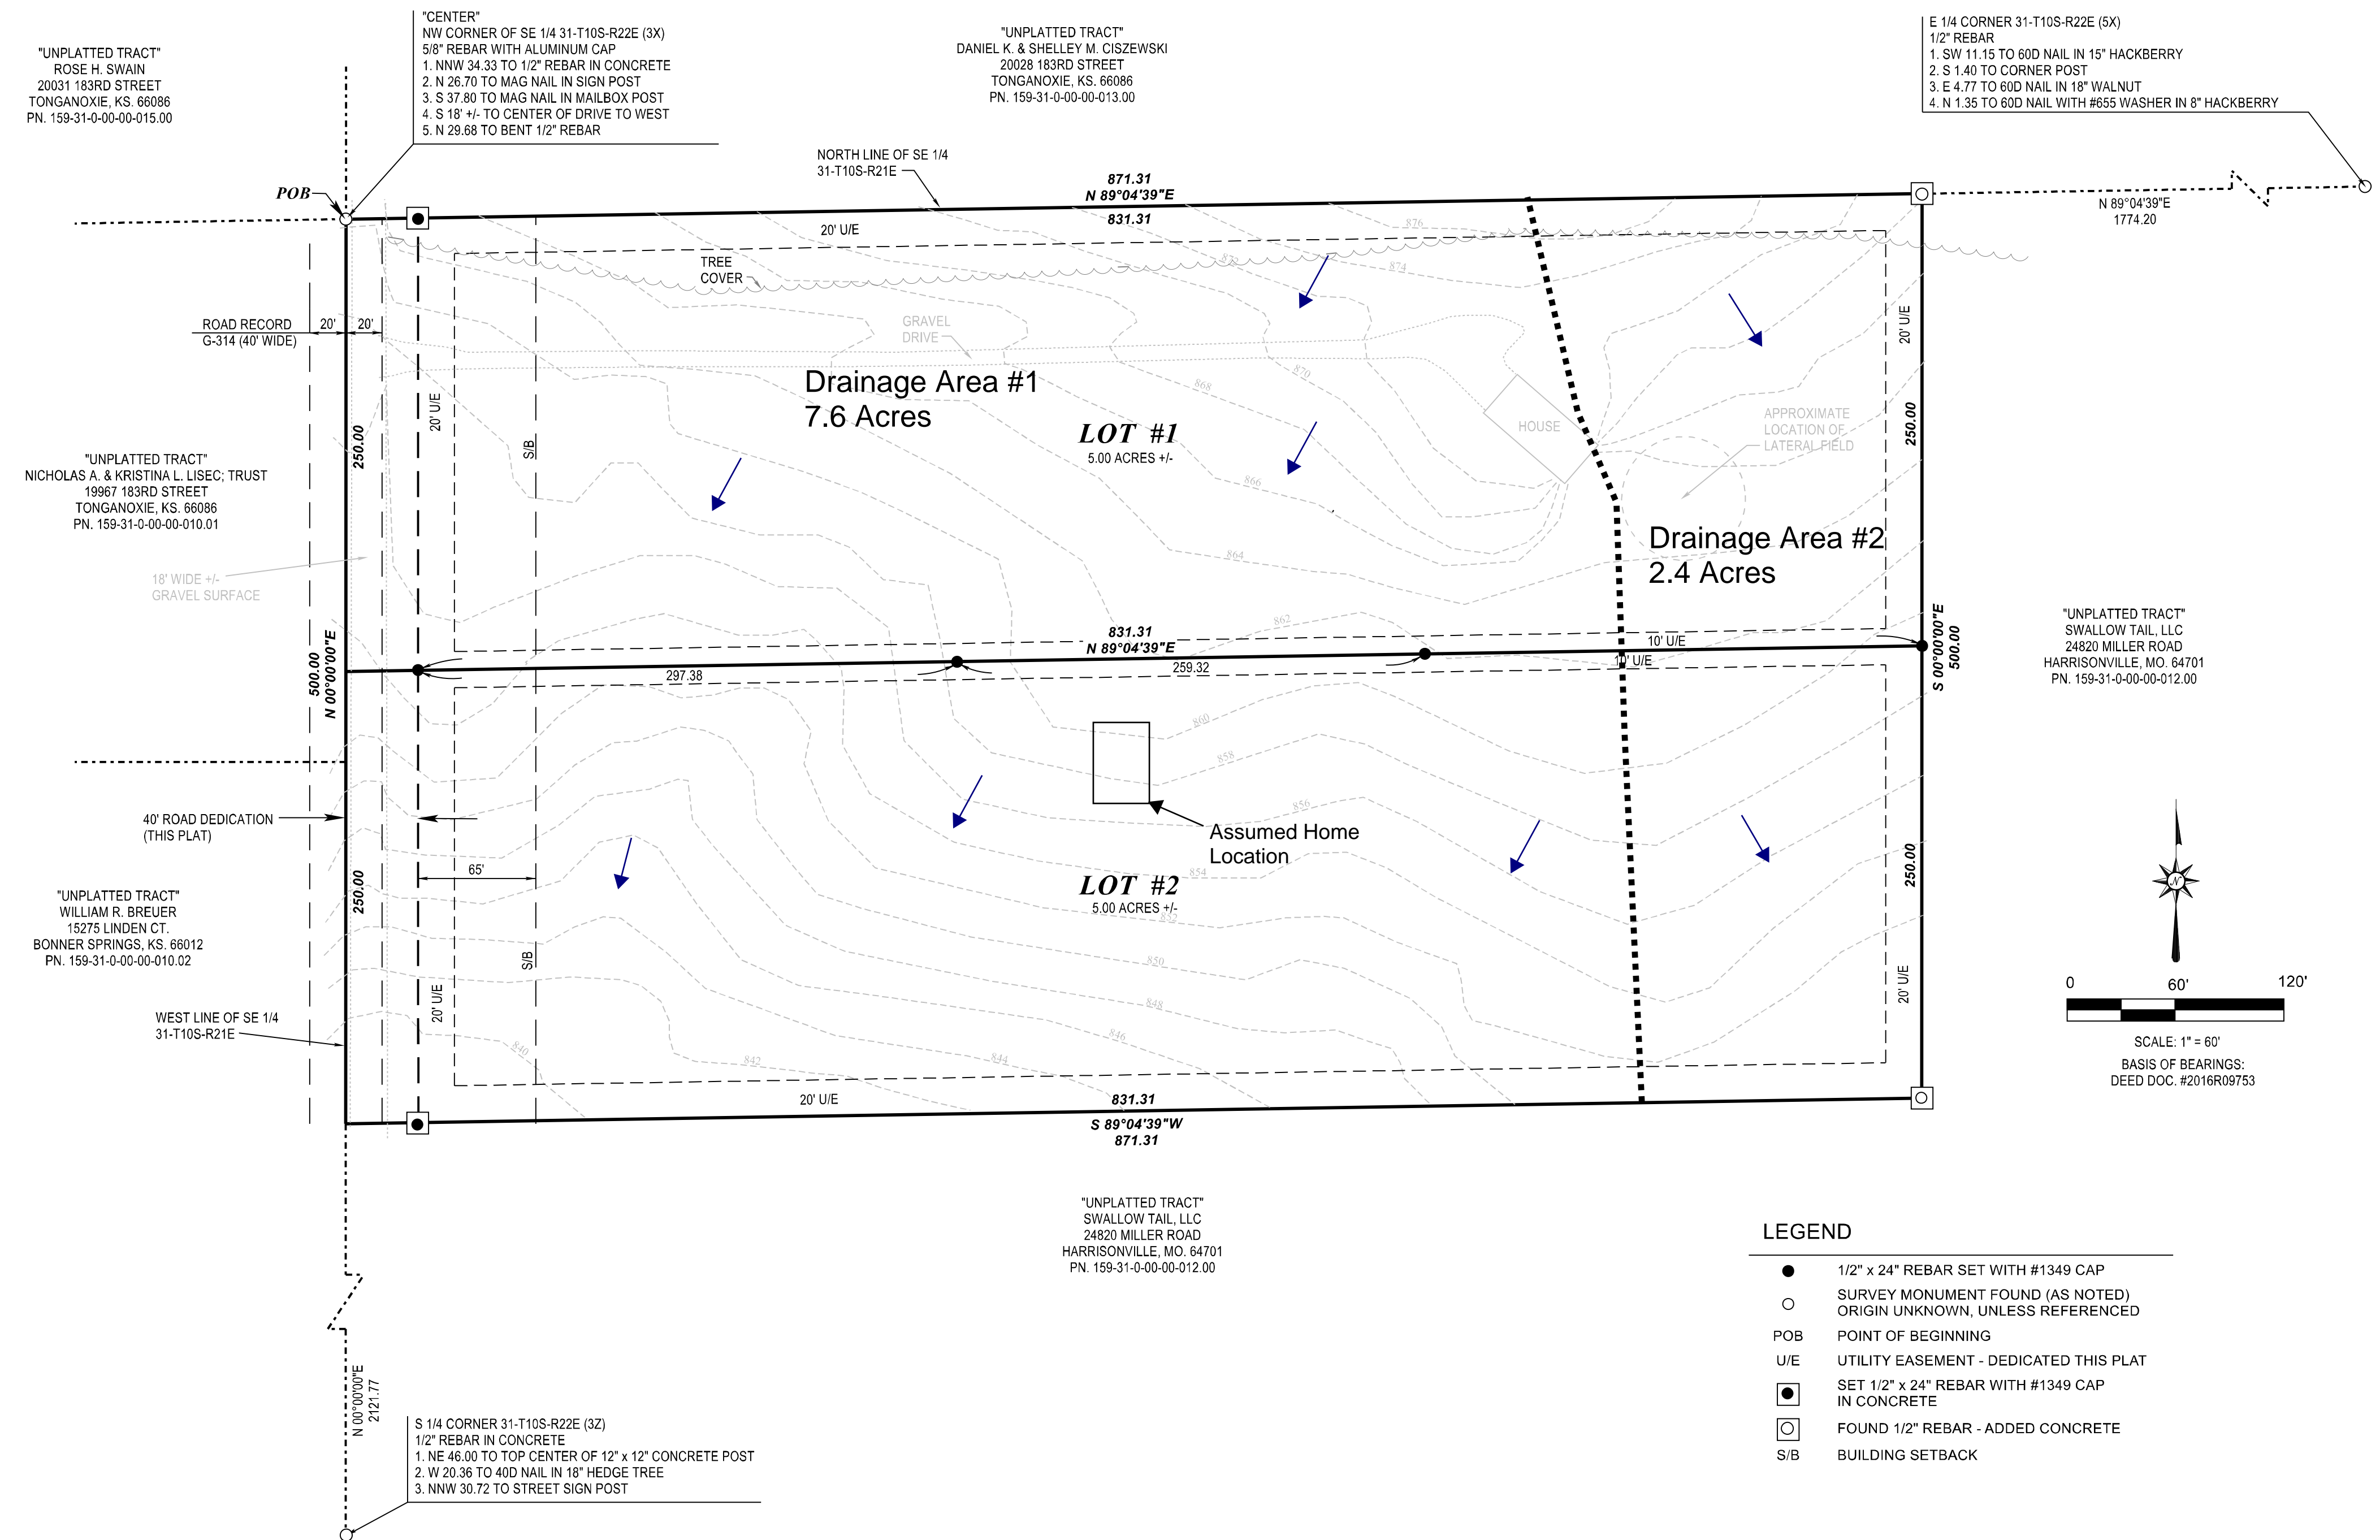 "CENTER"
NW CORNER OF SE 1/4 31-T10S-R22E (3X)
5/8" REBAR WITH ALUMINUM CAP
1. NNW 34.33 TO 1/2" REBAR IN CONCRETE
2. N 26.70 TO MAG NAIL IN SIGN POST
3. S 37.80 TO MAG NAIL IN MAILBOX POST
4. S 18' +/- TO CENTER OF DRIVE TO WEST
5. N 29.68 TO BENT 1/2" REBAR
"UNPLATTED TRACT"
ROSE H. SWAIN
20031 183RD STREET
TONGANOXIE, KS. 66086
PN. 159-31-0-00-00-015.00
"UNPLATTED TRACT"
DANIEL K. & SHELLEY M. CISZEWSKI
20028 183RD STREET
TONGANOXIE, KS. 66086
PN. 159-31-0-00-00-013.00
E 1/4 CORNER 31-T10S-R22E (5X)
1/2" REBAR
1. SW 11.15 TO 60D NAIL IN 15" HACKBERRY
2. S 1.40 TO CORNER POST
3. E 4.77 TO 60D NAIL IN 18" WALNUT
4. N 1.35 TO 60D NAIL WITH #655 WASHER IN 8" HACKBERRY
NORTH LINE OF SE 1/4
31-T10S-R21E
POB
871.31
N 89°04'39"E
831.31
N 89°04'39"E
1774.20
20' U/E
876
TREE
COVER
872
874
ROAD RECORD
G-314 (40' WIDE)
20'
20'
GRAVEL
DRIVE
20' U/E
Drainage Area #1
7.6 Acres
868
870
20' U/E
S/B
250.00
LOT #1
5.00 ACRES +/-
HOUSE
APPROXIMATE
LOCATION OF
LATERAL FIELD
250.00
"UNPLATTED TRACT"
NICHOLAS A. & KRISTINA L. LISEC; TRUST
19967 183RD STREET
TONGANOXIE, KS. 66086
PN. 159-31-0-00-00-010.01
866
864
Drainage Area #2
2.4 Acres
18' WIDE +/-
GRAVEL SURFACE
862
831.31
N 89°04'39"E
10' U/E
10' U/E
297.38
259.32
500.00
N 00°00'00"E
S 00°00'00"E
500.00
"UNPLATTED TRACT"
SWALLOW TAIL, LLC
24820 MILLER ROAD
HARRISONVILLE, MO. 64701
PN. 159-31-0-00-00-012.00
860
858
856
40' ROAD DEDICATION
(THIS PLAT)
Assumed Home
Location
65'
854
250.00
LOT #2
5.00 ACRES +/-
852
250.00
"UNPLATTED TRACT"
WILLIAM R. BREUER
15275 LINDEN CT.
BONNER SPRINGS, KS. 66012
PN. 159-31-0-00-00-010.02
S/B
850
848
20' U/E
20' U/E
WEST LINE OF SE 1/4
31-T10S-R21E
840
842
844
846
N
0
60'
120'
SCALE: 1" = 60'
BASIS OF BEARINGS:
DEED DOC. #2016R09753
20' U/E
831.31
S 89°04'39"W
871.31
"UNPLATTED TRACT"
SWALLOW TAIL, LLC
24820 MILLER ROAD
HARRISONVILLE, MO. 64701
PN. 159-31-0-00-00-012.00
LEGEND
1/2" x 24" REBAR SET WITH #1349 CAP
SURVEY MONUMENT FOUND (AS NOTED)
ORIGIN UNKNOWN, UNLESS REFERENCED
POB POINT OF BEGINNING
U/E UTILITY EASEMENT - DEDICATED THIS PLAT
SET 1/2" x 24" REBAR WITH #1349 CAP
IN CONCRETE
FOUND 1/2" REBAR - ADDED CONCRETE
S/B BUILDING SETBACK
N 00°00'00"E
2121.77
S 1/4 CORNER 31-T10S-R22E (3Z)
1/2" REBAR IN CONCRETE
1. NE 46.00 TO TOP CENTER OF 12" x 12" CONCRETE POST
2. W 20.36 TO 40D NAIL IN 18" HEDGE TREE
3. NNW 30.72 TO STREET SIGN POST